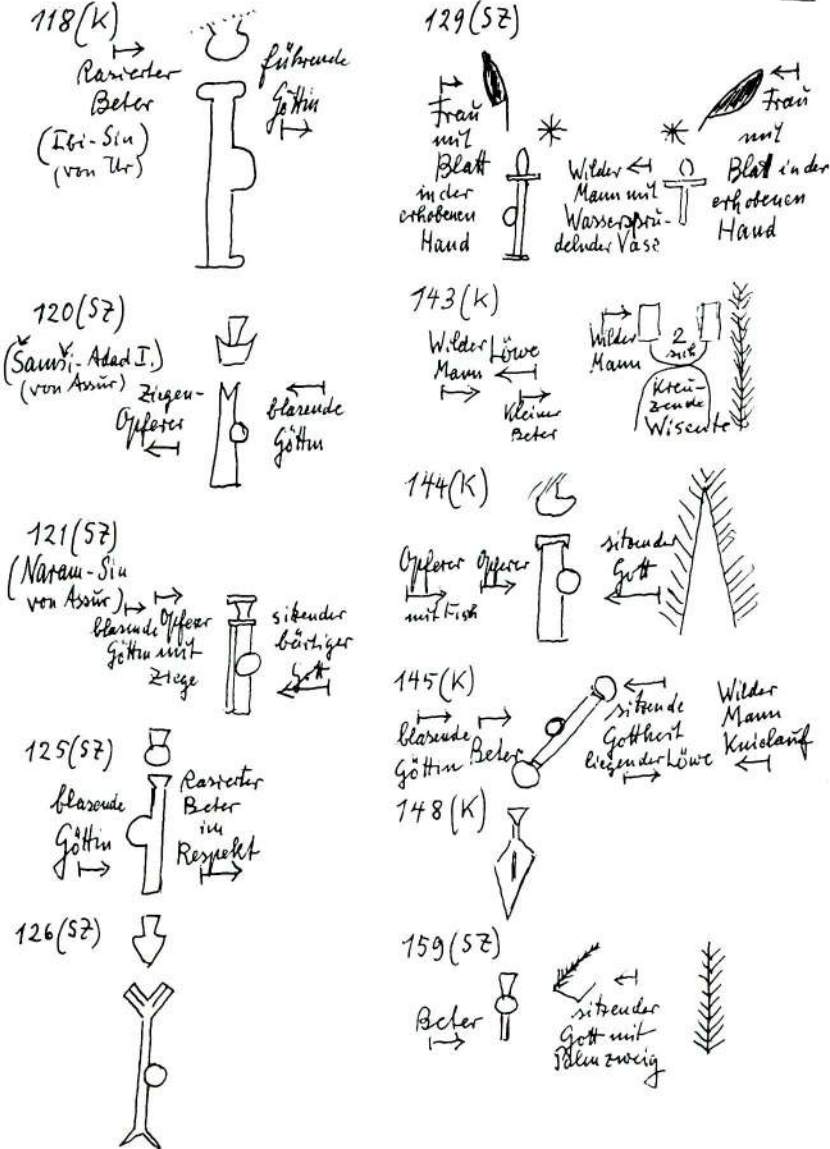 118(K)
Rasierter
Beter
(Ibi-Sin)
(von Ur)
führende
Göttin
120(SZ)
(Šamši-Adad I.)
(von Assur)
Ziegen-
Opferer
blasende
Göttin
121(SZ)
(Naram-Sin
von Assur)
blasende Opferer
Göttin mit
Ziege
sitzender
bärtiger
Gott
125(SZ)
blasende
Göttin
Rasierter
Beter
im
Respekt
126(SZ)
129(SZ)
Frau
mit
Blatt
in der
erhobenen
Hand
Wilder
Mann mit
Wasserspru-
delnder Vase
Frau
mit
Blatt in der
erhobenen
Hand
143(K)
Wilder Löwe
Mann
Kleiner
Beter
Wilder
Mann
2
sich
Kreu-
zende
Wisente
144(K)
Opferer Opferer
mit Fisch
sitzender
Gott
145(K)
blasende
Göttin Beter
sitzende
Gottheit
liegender Löwe
Wilder
Mann
Knielauf
148(K)
159(SZ)
Beter
sitzender
Gott mit
Palmzweig